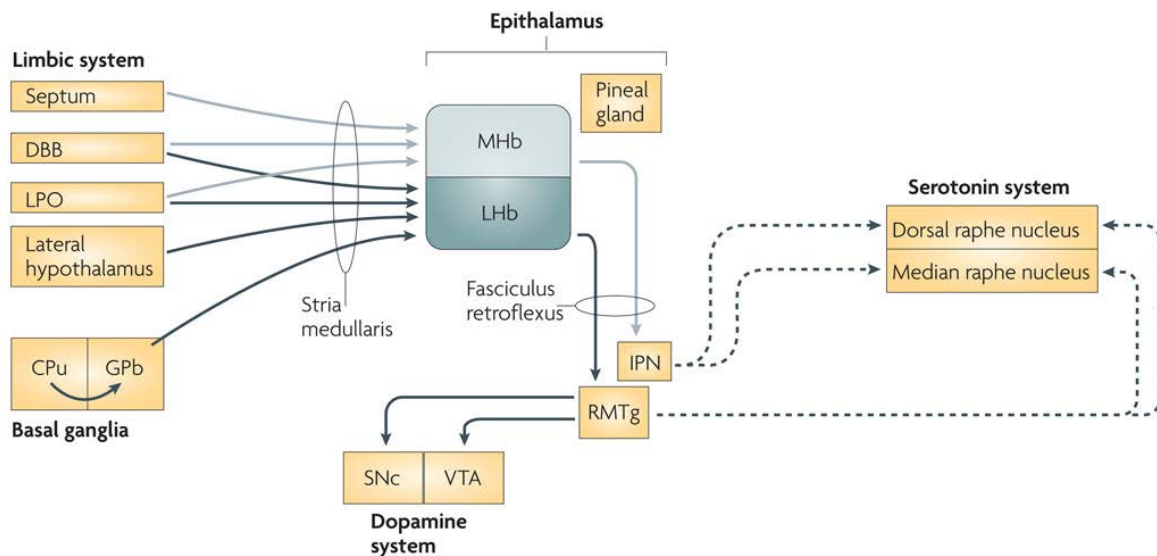 Epithalamus
Limbic system
Septum
DBB
LPO
Lateral
hypothalamus
Pineal
gland
MHb
LHb
Stria
medullaris
Fasciculus
retroflexus
Serotonin system
Dorsal raphe nucleus
Median raphe nucleus
CPu
GPb
Basal ganglia
IPN
RMTg
SNc
VTA
Dopamine
system